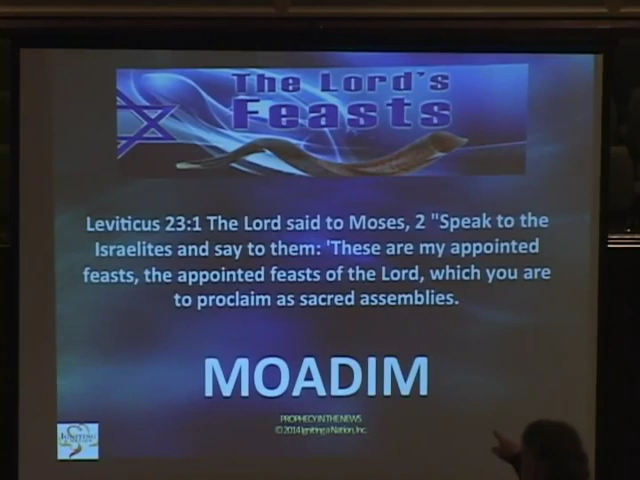 The Lord's
Feasts
Leviticus 23:1 The Lord said to Moses, 2 "Speak to the
Israelites and say to them: 'These are my appointed
feasts, the appointed feasts of the Lord, which you are
to proclaim as sacred assemblies.
MOADIM
PROPHECY IN THE NEWS
© 2014 Igniting a Nation, Inc.
IGNITING